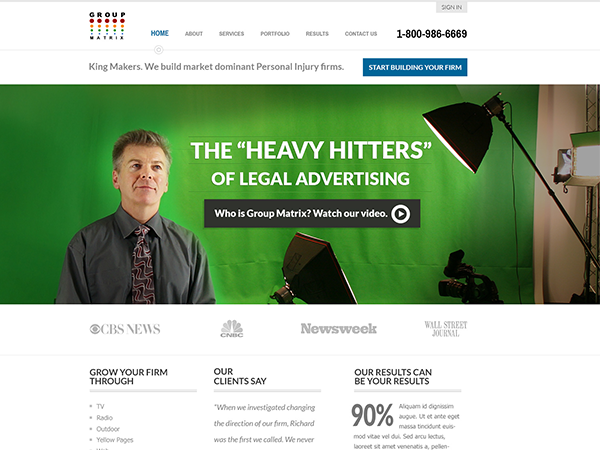 SIGN IN
GROUP
MATRIX
HOME ABOUT SERVICES PORTFOLIO RESULTS CONTACT US 1-800-986-6669
King Makers. We build market dominant Personal Injury firms. START BUILDING YOUR FIRM
THE “HEAVY HITTERS”
OF LEGAL ADVERTISING
Who is Group Matrix? Watch our video.
CBS NEWS CNBC Newsweek WALL STREET
JOURNAL
GROW YOUR FIRM
THROUGH
TV
Radio
Outdoor
Yellow Pages
OUR
CLIENTS SAY
“When we investigated changing
the direction of our firm, Richard
was the first we called. We never
OUR RESULTS CAN
BE YOUR RESULTS
90%
Aliquam id dignissim
augue. Ut et ante eget
massa tincidunt euis-
mod vitae vel dui. Sed arcu lectus,
laoreet sit amet venenatis a, pellen-